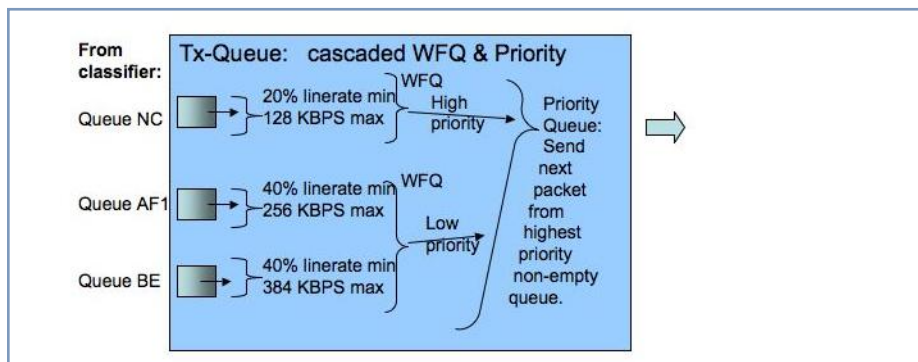 From
classifier:
Tx-Queue: cascaded WFQ & Priority
Queue NC
20% linerate min
128 KBPS max
WFQ
High
priority
Queue AF1
40% linerate min
256 KBPS max
WFQ
Low
priority
Queue BE
40% linerate min
384 KBPS max
Priority
Queue:
Send
next
packet
from
highest
priority
non-empty
queue.